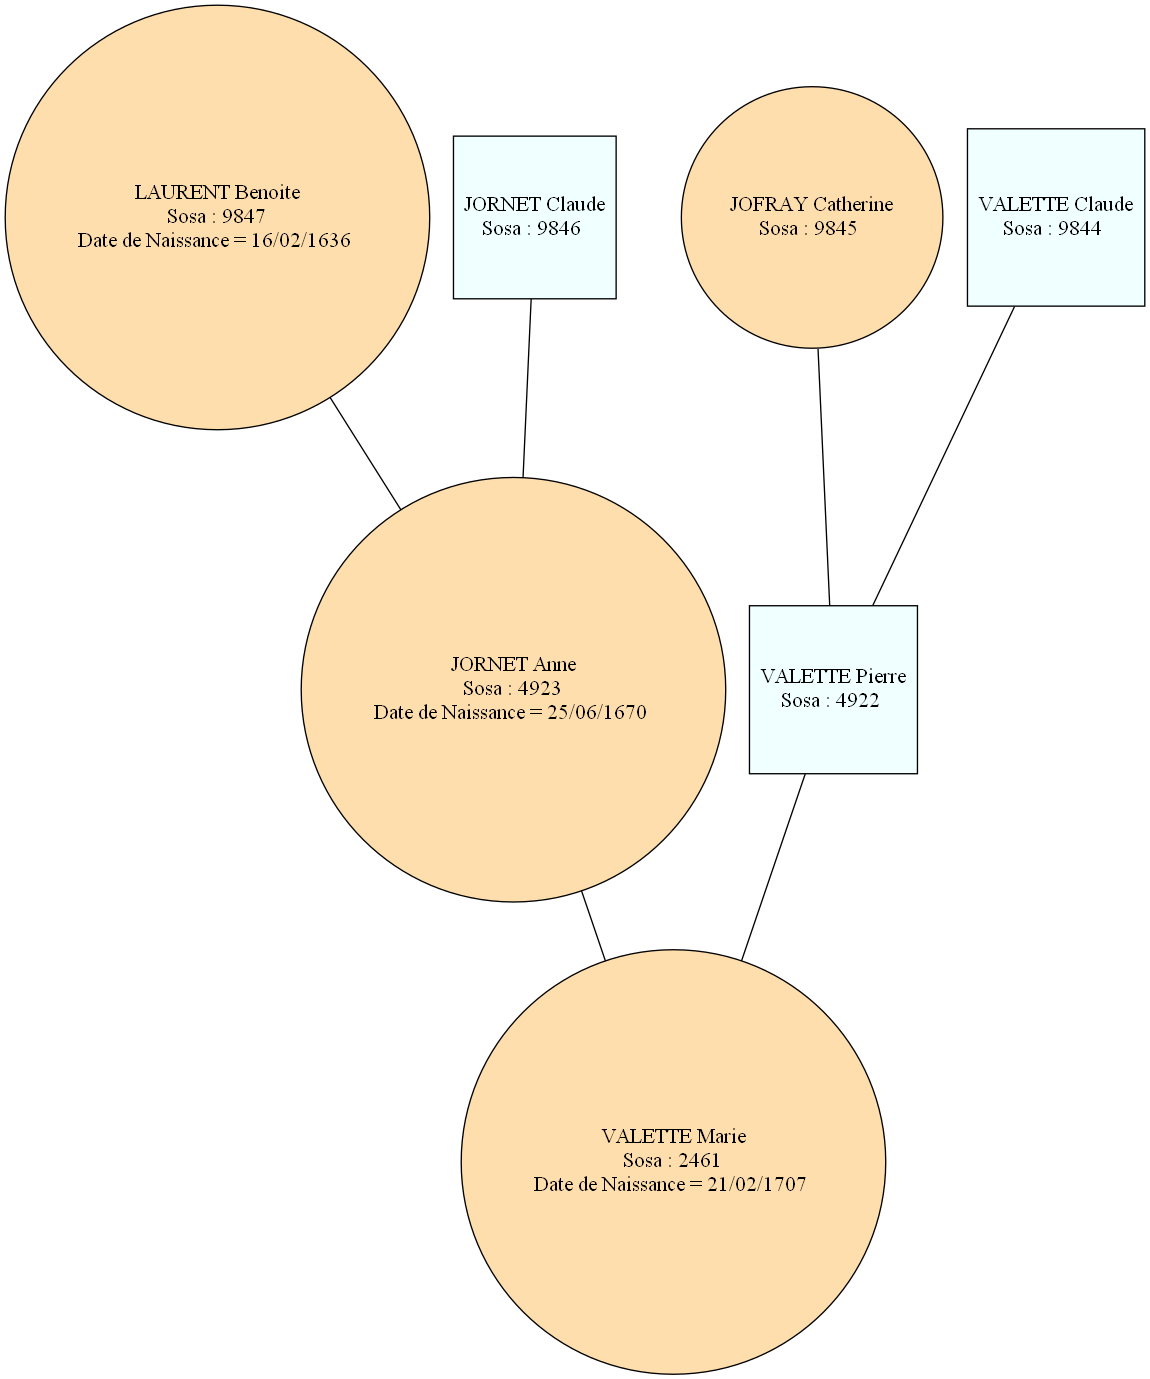 LAURENT Benoite
Sosa : 9847
Date de Naissance = 16/02/1636
JORNET Claude
Sosa : 9846
JOFRAY Catherine
Sosa : 9845
VALETTE Claude
Sosa : 9844
JORNET Anne
Sosa : 4923
Date de Naissance = 25/06/1670
VALETTE Pierre
Sosa : 4922
VALETTE Marie
Sosa : 2461
Date de Naissance = 21/02/1707